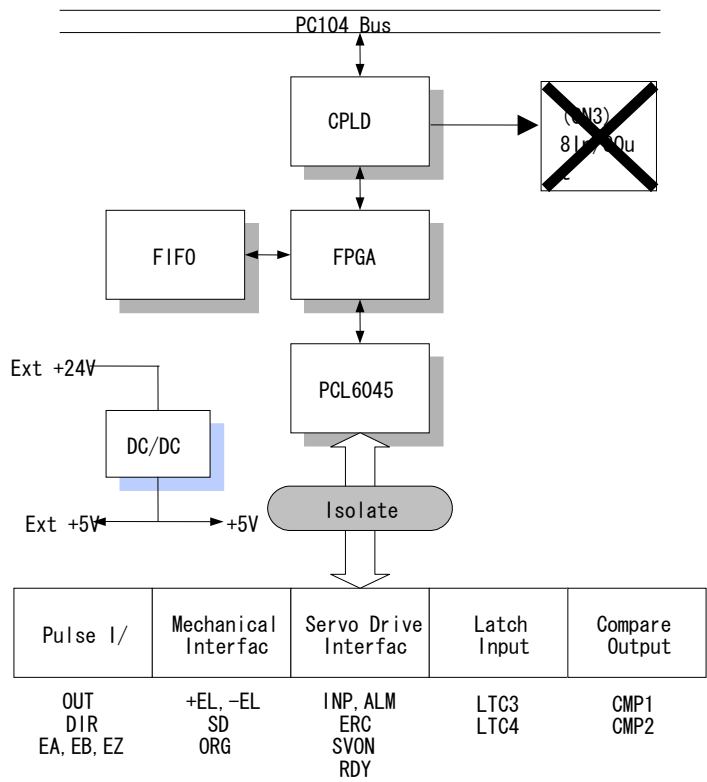 PC104 Bus
CPLD
FIFO
FPGA
Ext +24V
PCL6045
DC/DC
Isolate
Ext +5V
+5V
Pulse I/
Mechanical
Interfac
Servo Drive
Interfac
Latch
Input
Compare
Output
OUT
DIR
EA, EB, EZ
+EL, -EL
SD
ORG
INP, ALM
ERC
SVON
RDY
LTC3
LTC4
CMP1
CMP2